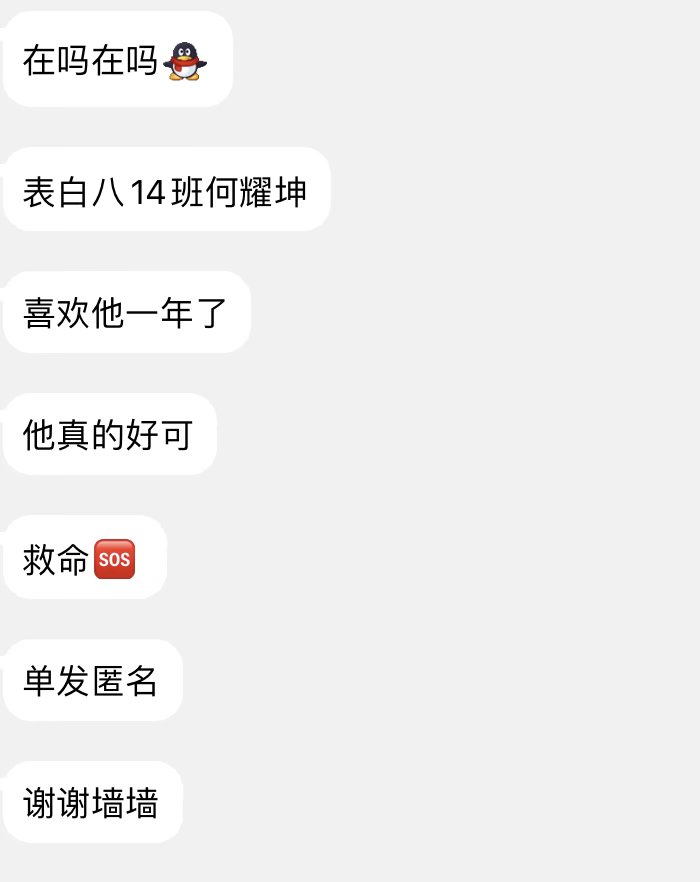 在吗在吗
表白八14班何耀坤
喜欢他一年了
他真的好可
救命🆘
单发匿名
谢谢墙墙